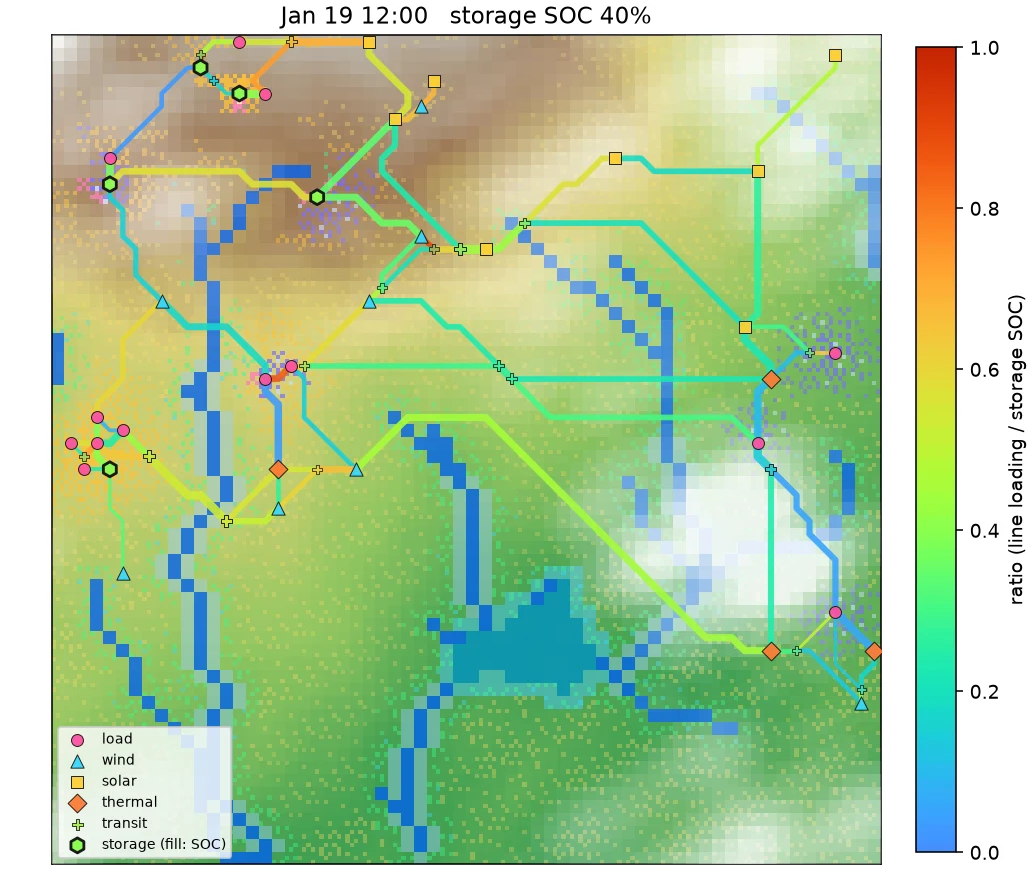 Jan 19 12:00   storage SOC 40%
1.0
0.8
0.6
0.4
0.2
0.0
ratio (line loading / storage SOC)
load
wind
solar
thermal
transit
storage (fill: SOC)